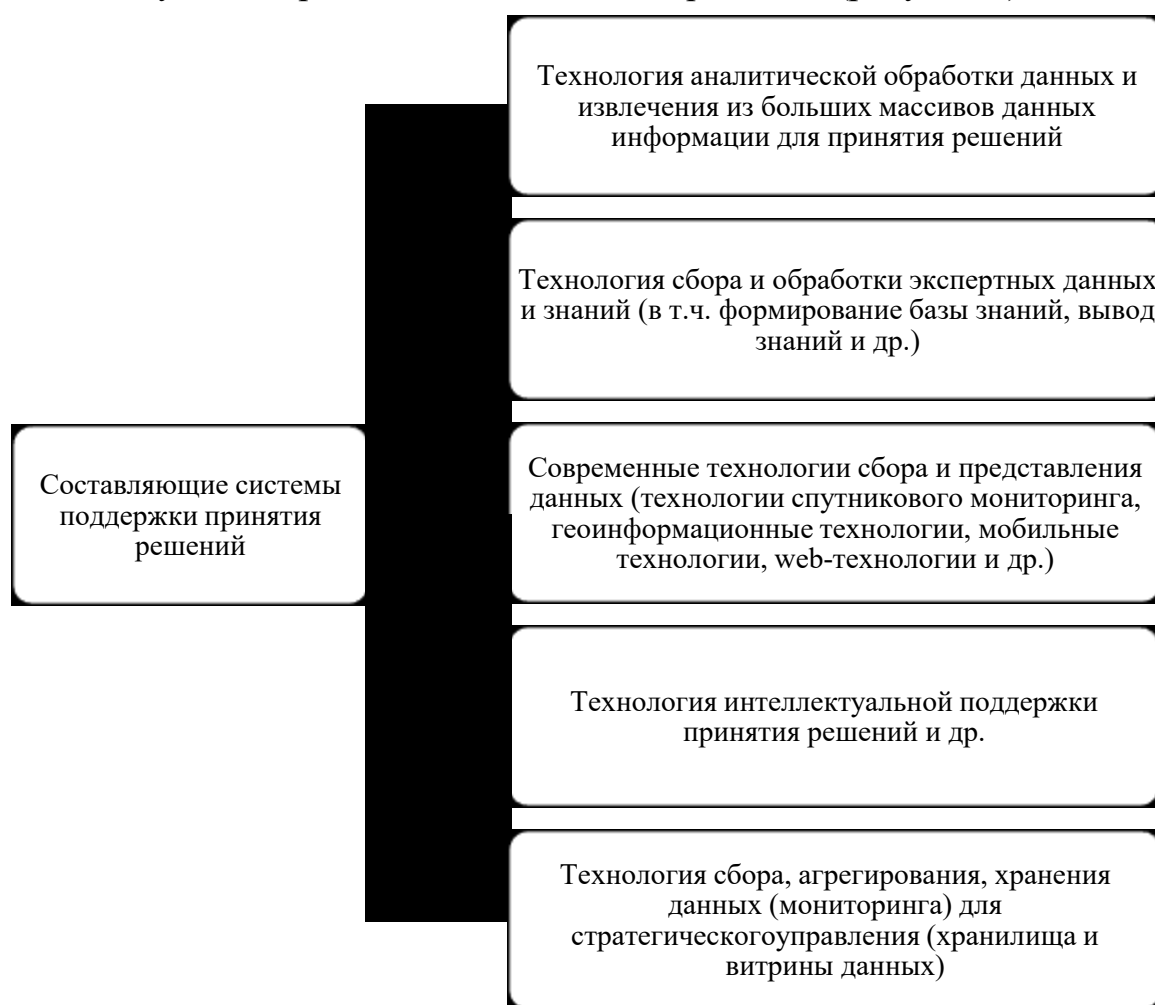 Технология аналитической обработки данных и
извлечения из больших массивов данных
информации для принятия решений
Технология сбора и обработки экспертных данных
и знаний (в т.ч. формирование базы знаний, вывод
знаний и др.)
Составляющие системы
поддержки принятия
решений
Современные технологии сбора и представления
данных (технологии спутникового мониторинга,
геоинформационные технологии, мобильные
технологии, web-технологии и др.)
Технология интеллектуальной поддержки
принятия решений и др.
Технология сбора, агрегирования, хранения
данных (мониторинга) для
стратегическогоуправления (хранилища и
витрины данных)